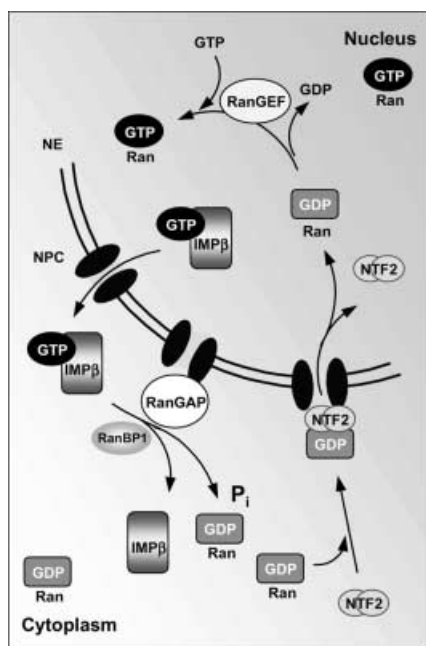 Nucleus
GTP
GTP
Ran
RanGEF
GDP
GTP
Ran
NE
GDP
Ran
GTP
IMPβ
NPC
NTF2
GTP
IMPβ
RanGAP
NTF2
GDP
RanBP1
Pi
IMPβ
GDP
Ran
GDP
Ran
GDP
Ran
NTF2
Cytoplasm